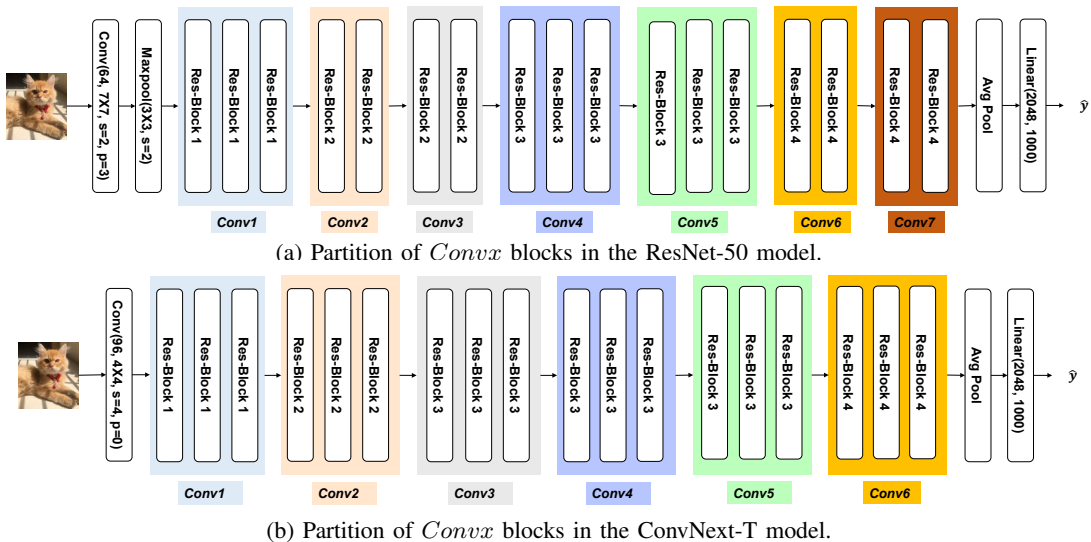 Conv(64, 7X7, s=2, p=3)
Maxpool(3X3, s=2)
Res-Block 1
Res-Block 1
Res-Block 1
Res-Block 2
Res-Block 2
Res-Block 2
Res-Block 2
Res-Block 3
Res-Block 3
Res-Block 3
Res-Block 3
Res-Block 3
Res-Block 3
Res-Block 4
Res-Block 4
Res-Block 4
Res-Block 4
Avg Pool
Linear(2048, 1000)
ŷ
Conv1
Conv2
Conv3
Conv4
Conv5
Conv6
Conv7
(a) Partition of Convx blocks in the ResNet-50 model.
Conv(96, 4X4, s=4, p=0)
Res-Block 1
Res-Block 1
Res-Block 1
Res-Block 2
Res-Block 2
Res-Block 2
Res-Block 3
Res-Block 3
Res-Block 3
Res-Block 3
Res-Block 3
Res-Block 3
Res-Block 3
Res-Block 3
Res-Block 3
Res-Block 4
Res-Block 4
Res-Block 4
Avg Pool
Linear(2048, 1000)
ŷ
Conv1
Conv2
Conv3
Conv4
Conv5
Conv6
(b) Partition of Convx blocks in the ConvNext-T model.